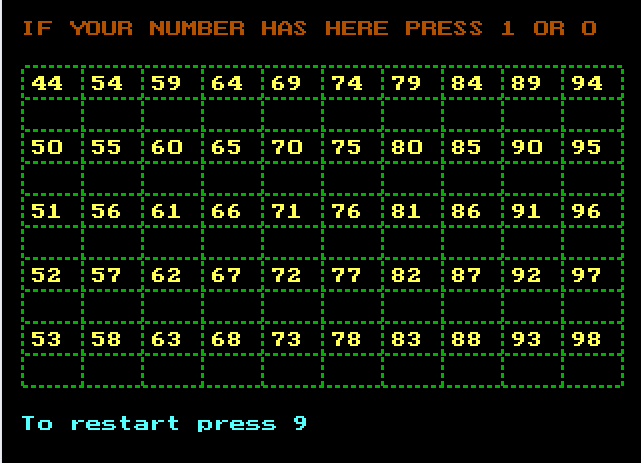 IF YOUR NUMBER HAS HERE PRESS 1 OR 0
44 54 59 64 69 74 79 84 89 94
50 55 60 65 70 75 80 85 90 95
51 56 61 66 71 76 81 86 91 96
52 57 62 67 72 77 82 87 92 97
53 58 63 68 73 78 83 88 93 98
To restart press 9